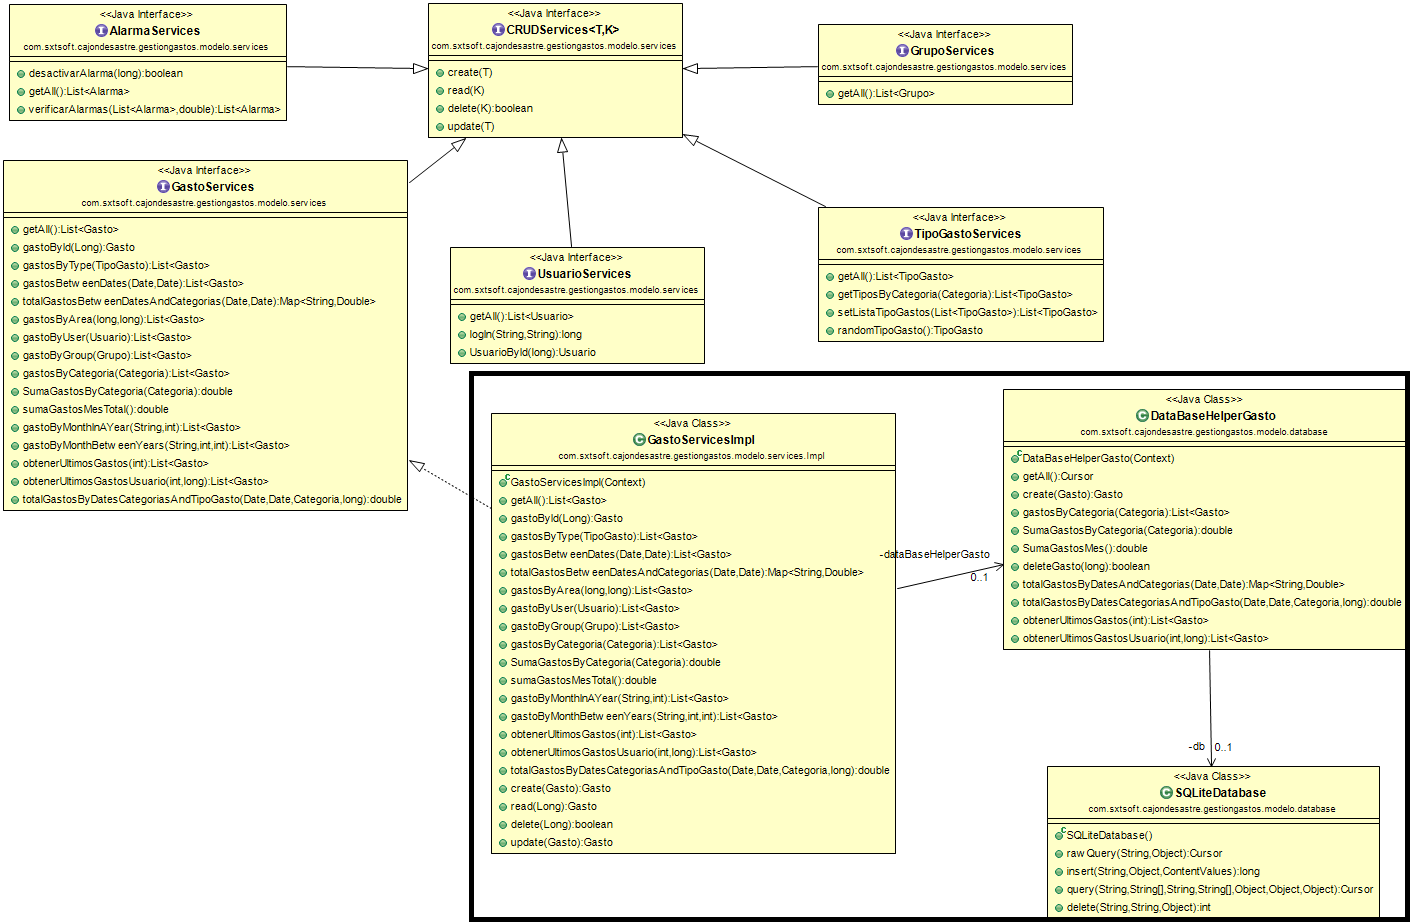 <<Java Interface>>
AlarmaServices
com.sxtsoft.cajondesastre.gestiongastos.modelo.services
desactivarAlarma(long):boolean
getAll():List<Alarma>
verificarAlarmas(List<Alarma>,double):List<Alarma>
<<Java Interface>>
CRUDServices<T,K>
com.sxtsoft.cajondesastre.gestiongastos.modelo.services
create(T)
read(K)
delete(K):boolean
update(T)
<<Java Interface>>
GrupoServices
com.sxtsoft.cajondesastre.gestiongastos.modelo.services
getAll():List<Grupo>
<<Java Interface>>
GastoServices
com.sxtsoft.cajondesastre.gestiongastos.modelo.services
getAll():List<Gasto>
gastoById(Long):Gasto
gastosByType(TipoGasto):List<Gasto>
gastosBetweenDates(Date,Date):List<Gasto>
totalGastosBetweenDatesAndCategorias(Date,Date):Map<String,Double>
gastosByArea(long,long):List<Gasto>
gastoByUser(Usuario):List<Gasto>
gastoByGroup(Grupo):List<Gasto>
gastosByCategoria(Categoria):List<Gasto>
SumaGastosByCategoria(Categoria):double
sumaGastosMesTotal():double
gastoByMonthInAYear(String,int):List<Gasto>
gastoByMonthBetweenYears(String,int,int):List<Gasto>
obtenerUltimosGastos(int):List<Gasto>
obtenerUltimosGastosUsuario(int,long):List<Gasto>
totalGastosByDatesCategoriasAndTipoGasto(Date,Date,Categoria,long):double
<<Java Interface>>
UsuarioServices
com.sxtsoft.cajondesastre.gestiongastos.modelo.services
getAll():List<Usuario>
logIn(String,String):long
UsuarioById(long):Usuario
<<Java Interface>>
TipoGastoServices
com.sxtsoft.cajondesastre.gestiongastos.modelo.services
getAll():List<TipoGasto>
getTiposByCategoria(Categoria):List<TipoGasto>
setListaTipoGastos(List<TipoGasto>):List<TipoGasto>
randomTipoGasto():TipoGasto
<<Java Class>>
GastoServicesImpl
com.sxtsoft.cajondesastre.gestiongastos.modelo.services.Impl
GastoServicesImpl(Context)
getAll():List<Gasto>
gastoById(Long):Gasto
gastosByType(TipoGasto):List<Gasto>
gastosBetweenDates(Date,Date):List<Gasto>
totalGastosBetweenDatesAndCategorias(Date,Date):Map<String,Double>
gastosByArea(long,long):List<Gasto>
gastoByUser(Usuario):List<Gasto>
gastoByGroup(Grupo):List<Gasto>
gastosByCategoria(Categoria):List<Gasto>
SumaGastosByCategoria(Categoria):double
sumaGastosMesTotal():double
gastoByMonthInAYear(String,int):List<Gasto>
gastoByMonthBetweenYears(String,int,int):List<Gasto>
obtenerUltimosGastos(int):List<Gasto>
obtenerUltimosGastosUsuario(int,long):List<Gasto>
totalGastosByDatesCategoriasAndTipoGasto(Date,Date,Categoria,long):double
create(Gasto):Gasto
read(Long):Gasto
delete(Long):boolean
update(Gasto):Gasto
-dataBaseHelperGasto
0..1
<<Java Class>>
DataBaseHelperGasto
com.sxtsoft.cajondesastre.gestiongastos.modelo.database
DataBaseHelperGasto(Context)
getAll():Cursor
create(Gasto):Gasto
gastosByCategoria(Categoria):List<Gasto>
SumaGastosByCategoria(Categoria):double
SumaGastosMes():double
deleteGasto(long):boolean
totalGastosByDatesAndCategorias(Date,Date):Map<String,Double>
totalGastosByDatesCategoriasAndTipoGasto(Date,Date,Categoria,long):double
obtenerUltimosGastos(int):List<Gasto>
obtenerUltimosGastosUsuario(int,long):List<Gasto>
-db 0..1
<<Java Class>>
SQLiteDatabase
com.sxtsoft.cajondesastre.gestiongastos.modelo.database
SQLiteDatabase()
rawQuery(String,Object):Cursor
insert(String,Object,ContentValues):long
query(String,String[],String,String[],Object,Object,Object):Cursor
delete(String,String,Object):int